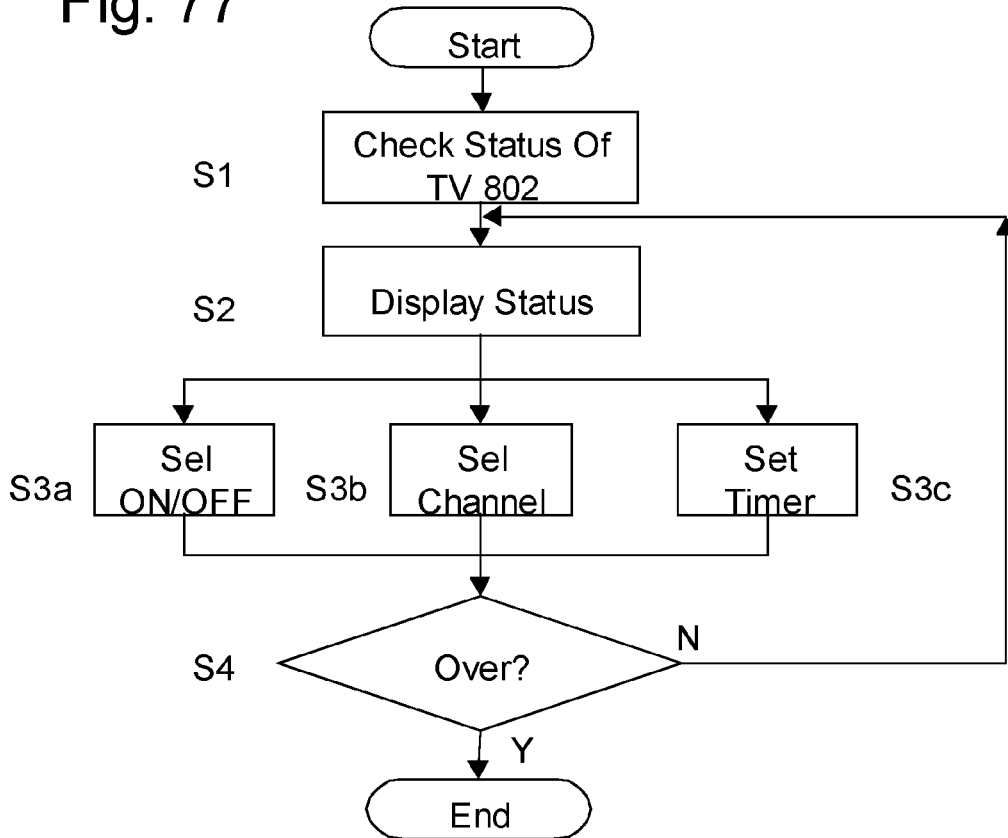 Fig. 77
Start
Check Status Of
TV 802
S1
Display Status
S2
Sel
ON/OFF
S3a
Sel
Channel
S3b
Set
Timer
S3c
Over?
S4
N
Y
End